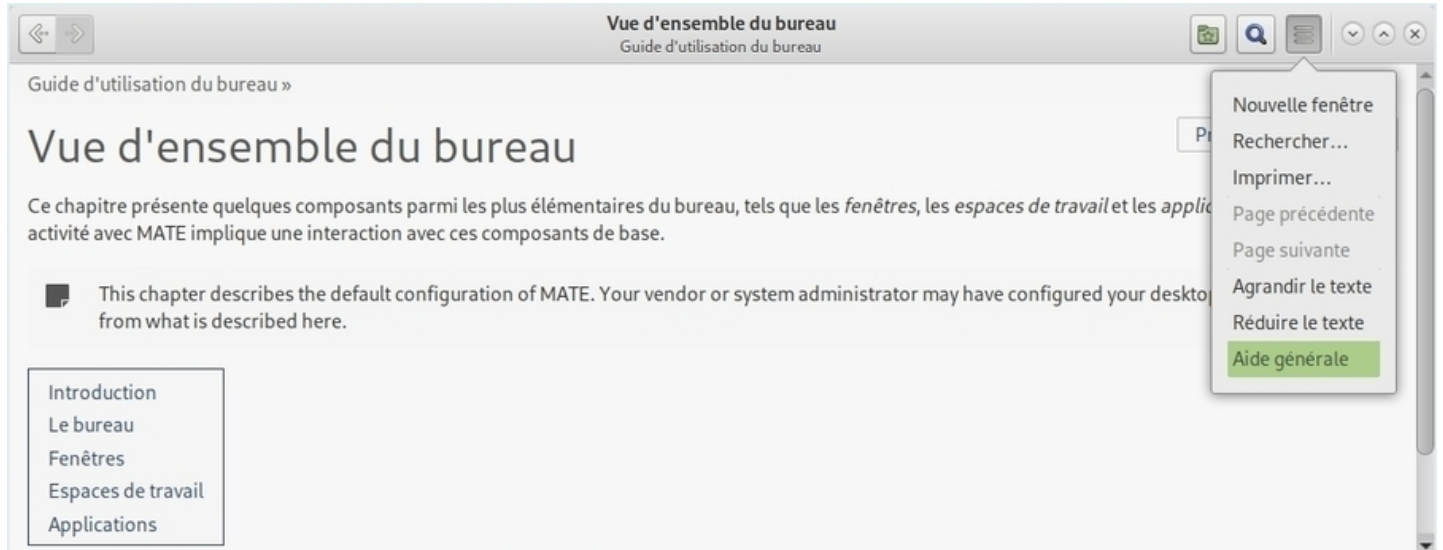 Vue d'ensemble du bureau
Guide d'utilisation du bureau
Guide d'utilisation du bureau »
Vue d'ensemble du bureau
Ce chapitre présente quelques composants parmi les plus élémentaires du bureau, tels que les fenêtres, les espaces de travail et les
activité avec MATE implique une interaction avec ces composants de base.
This chapter describes the default configuration of MATE. Your vendor or system administrator may have configured your
from what is described here.
Introduction
Le bureau
Fenêtres
Espaces de travail
Applications
Nouvelle fenêtre
Rechercher...
Imprimer...
Page précédente
Page suivante
Agrandir le texte
Réduire le texte
Aide générale